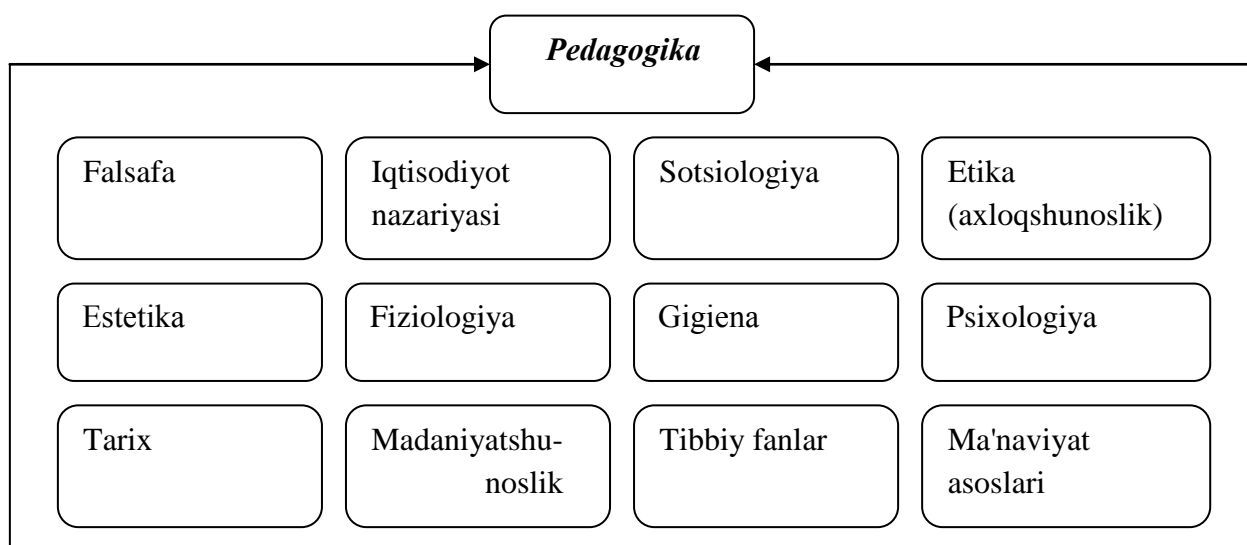 Pedagogika
Falsafa
Iqtisodiyot
nazariyasi
Sotsiologiya
Etika
(axloqshunoslik)
Estetika
Fiziologiya
Gigiena
Psixologiya
Tarix
Madaniyatshu-
noslik
Tibbiy fanlar
Ma'naviyat
asoslari